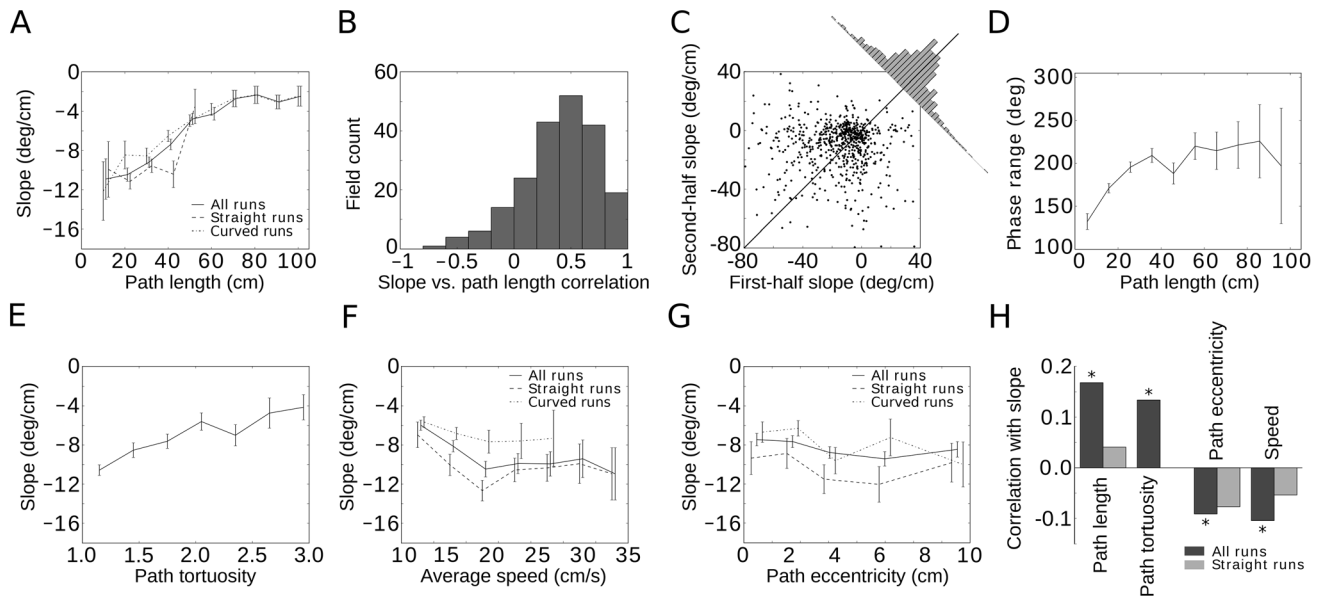 A
Slope (deg/cm)
0
−4
−8
−12
−16
0 20 40 60 80 100
Path length (cm)
All runs
Straight runs
Curved runs
B
Field count
60
40
20
0
−1 −0.5 0 0.5 1
Slope vs. path length correlation
C
Second-half slope (deg/cm)
40
0
-40
-80
-80 -40 0 40
First-half slope (deg/cm)
D
Phase range (deg)
300
250
200
150
100
0 20 40 60 80 100
Path length (cm)
E
Slope (deg/cm)
0
−4
−8
−12
−16
1.0 1.5 2.0 2.5 3.0
Path tortuosity
F
Slope (deg/cm)
0
−4
−8
−12
−16
10 15 20 25 30 35
Average speed (cm/s)
All runs
Straight runs
Curved runs
G
Slope (deg/cm)
0
−4
−8
−12
−16
0 2 4 6 8 10
Path eccentricity (cm)
All runs
Straight runs
Curved runs
H
Correlation with slope
0.2
0.1
0.0
-0.1
* * * *
Path length
Path tortuosity
Path eccentricity
Speed
All runs
Straight runs